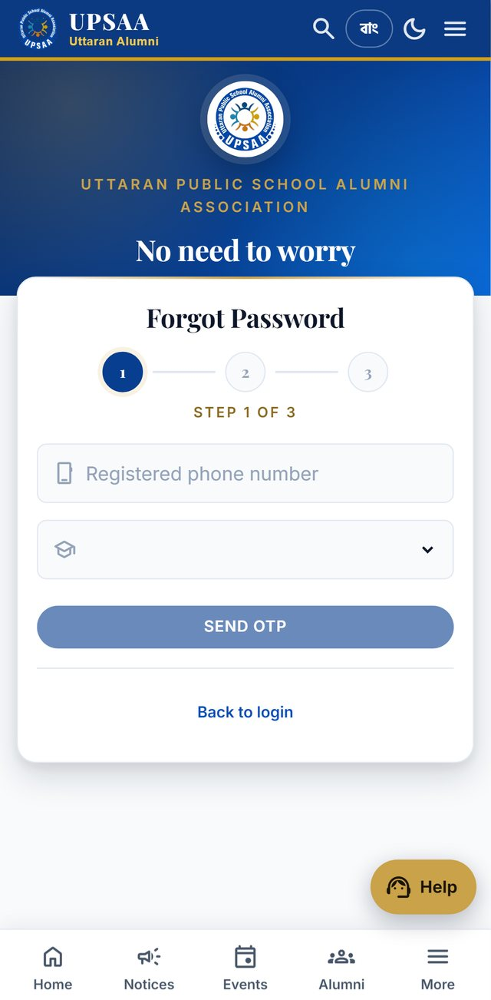 UPSAA
Uttaran Alumni
বাং
Uttaran Public School Alumni Association
UPSAA
UTTARAN PUBLIC SCHOOL ALUMNI
ASSOCIATION
No need to worry
Forgot Password
1 2 3
STEP 1 OF 3
Registered phone number
SEND OTP
Back to login
Help
Home Notices Events Alumni More